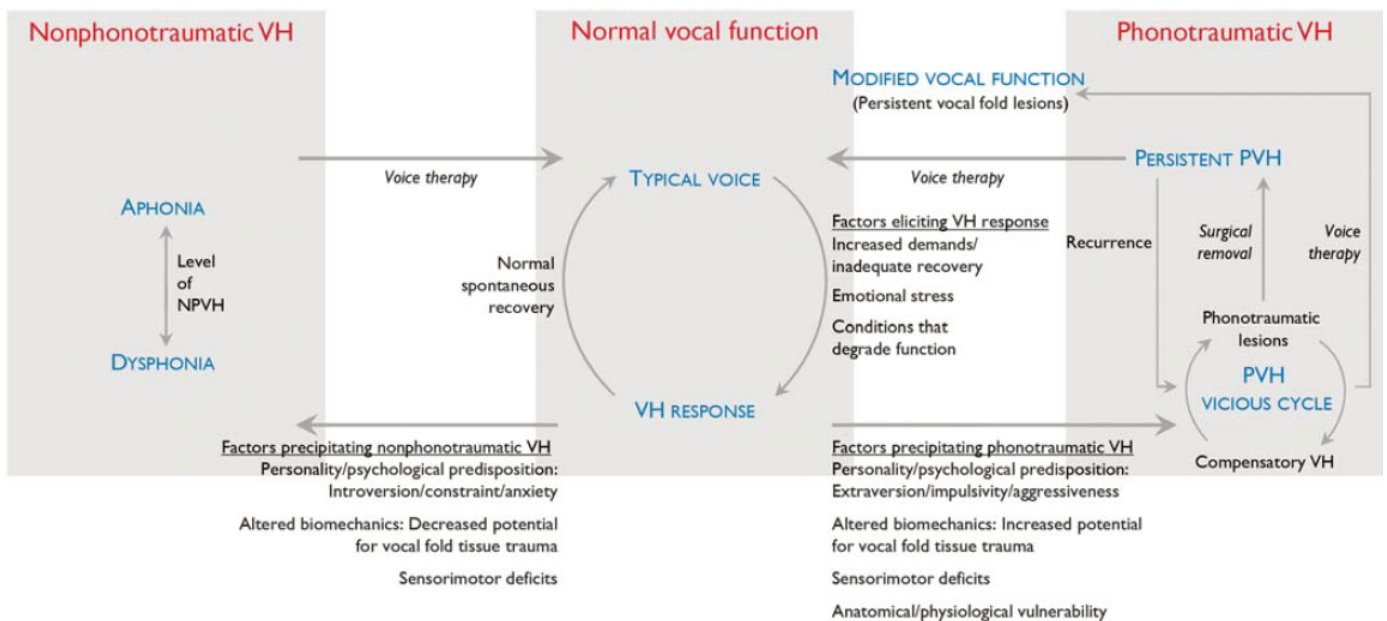 Nonphonotraumatic VH
Normal vocal function
Phonotraumatic VH
MODIFIED VOCAL FUNCTION
(Persistent vocal fold lesions)
Voice therapy
TYPICAL VOICE
Voice therapy
PERSISTENT PVH
APHONIA
Level
of
NPVH
DYSPHONIA
Normal
spontaneous
recovery
Factors eliciting VH response
Increased demands/
inadequate recovery
Emotional stress
Conditions that
degrade function
Recurrence
Surgical
removal
Voice
therapy
Phonotraumatic
lesions
PVH
VICIOUS CYCLE
Compensatory VH
VH RESPONSE
Factors precipitating nonphonotraumatic VH
Personality/psychological predisposition:
Introversion/constraint/anxiety
Altered biomechanics: Decreased potential
for vocal fold tissue trauma
Sensorimotor deficits
Factors precipitating phonotraumatic VH
Personality/psychological predisposition:
Extraversion/impulsivity/aggressiveness
Altered biomechanics: Increased potential
for vocal fold tissue trauma
Sensorimotor deficits
Anatomical/physiological vulnerability